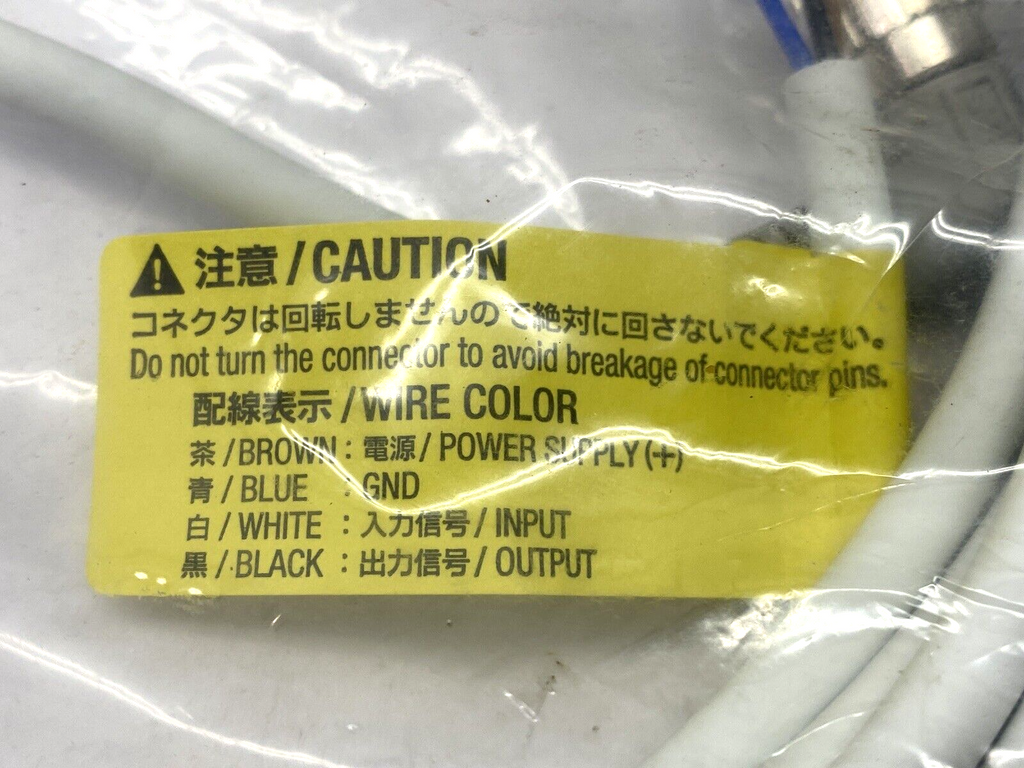 注意/CAUTION
コネクタは回転しませんので絶対に回さないでください。
Do not turn the connector to avoid breakage of connector pins.
配線表示/WIRE COLOR
茶/BROWN:電源/POWER SUPPLY(+)
青/BLUE :GND
白/WHITE :入力信号/INPUT
黒/BLACK :出力信号/OUTPUT